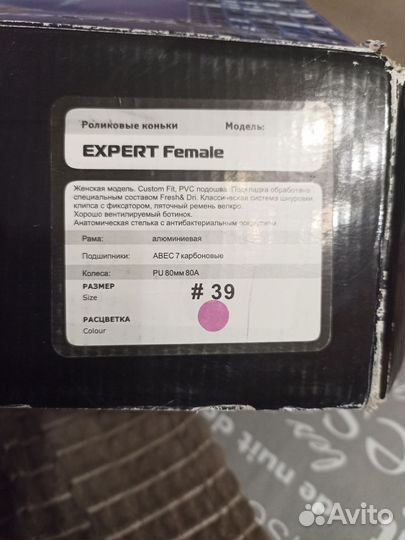 Роликовые коньки Модель:
EXPERT Female
Женская модель. Custom Fit, PVC подошва. Подкладка обработана
специальным составом Fresh& Dri. Классическая система шнуровки
клипса с фиксатором, пяточный ремень велкро.
Хорошо вентилируемый ботинок.
Анатомическая стелька с антибактериальным покрытием
Рама: алюминиевая
Подшипники: ABEC 7 карбоновые
Колеса: PU 80мм 80A
РАЗМЕР # 39
Size
РАСЦВЕТКА
Colour
nuit d
Avito